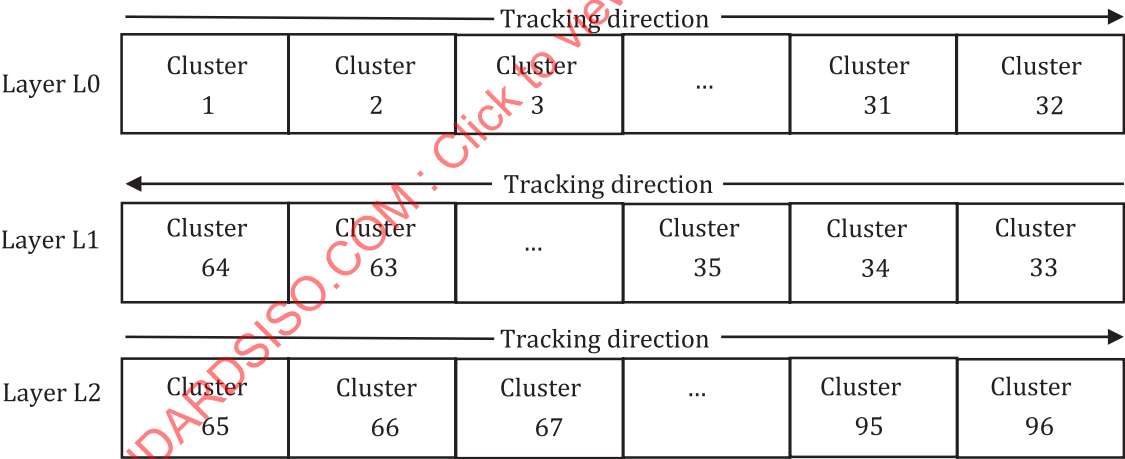 Tracking direction
Layer L0
Cluster 1
Cluster 2
Cluster 3
...
Cluster 31
Cluster 32
Tracking direction
Layer L1
Cluster 64
Cluster 63
...
Cluster 35
Cluster 34
Cluster 33
Tracking direction
Layer L2
Cluster 65
Cluster 66
Cluster 67
...
Cluster 95
Cluster 96
DARDSISO.COM : Click to view